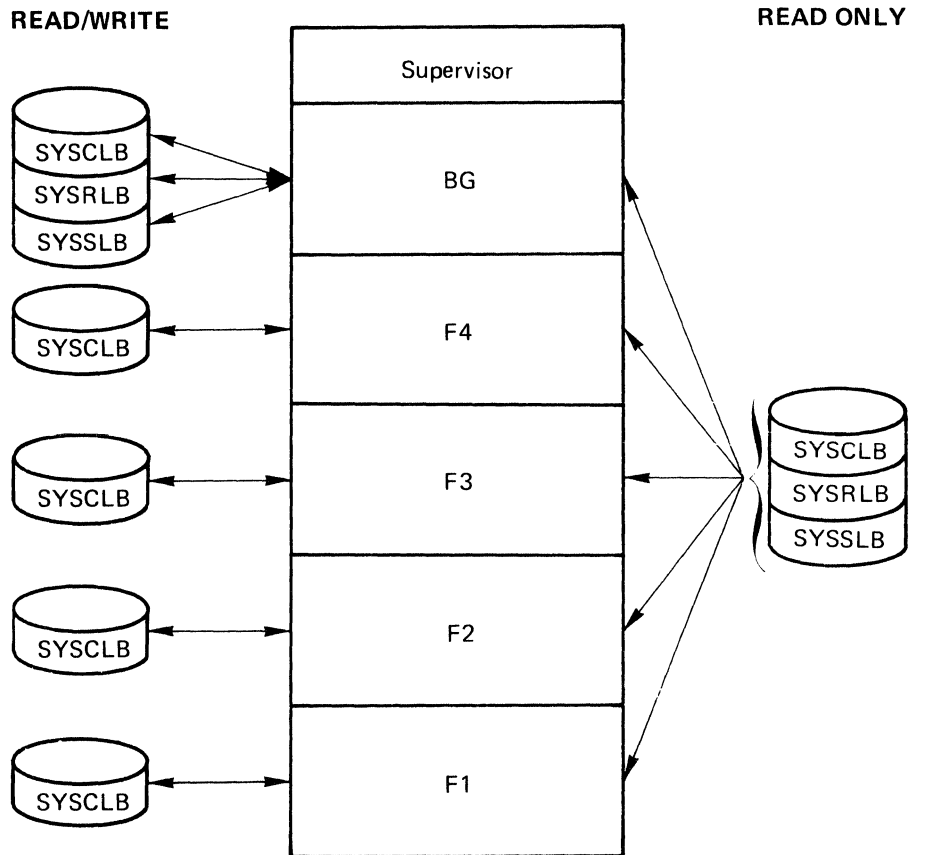 READ/WRITE
READ ONLY
Supervisor
SYSCLB
SYSRLB
SYSSLB
BG
SYSCLB
F4
SYSCLB
F3
SYSCLB
SYSRLB
SYSSLB
SYSCLB
F2
SYSCLB
F1